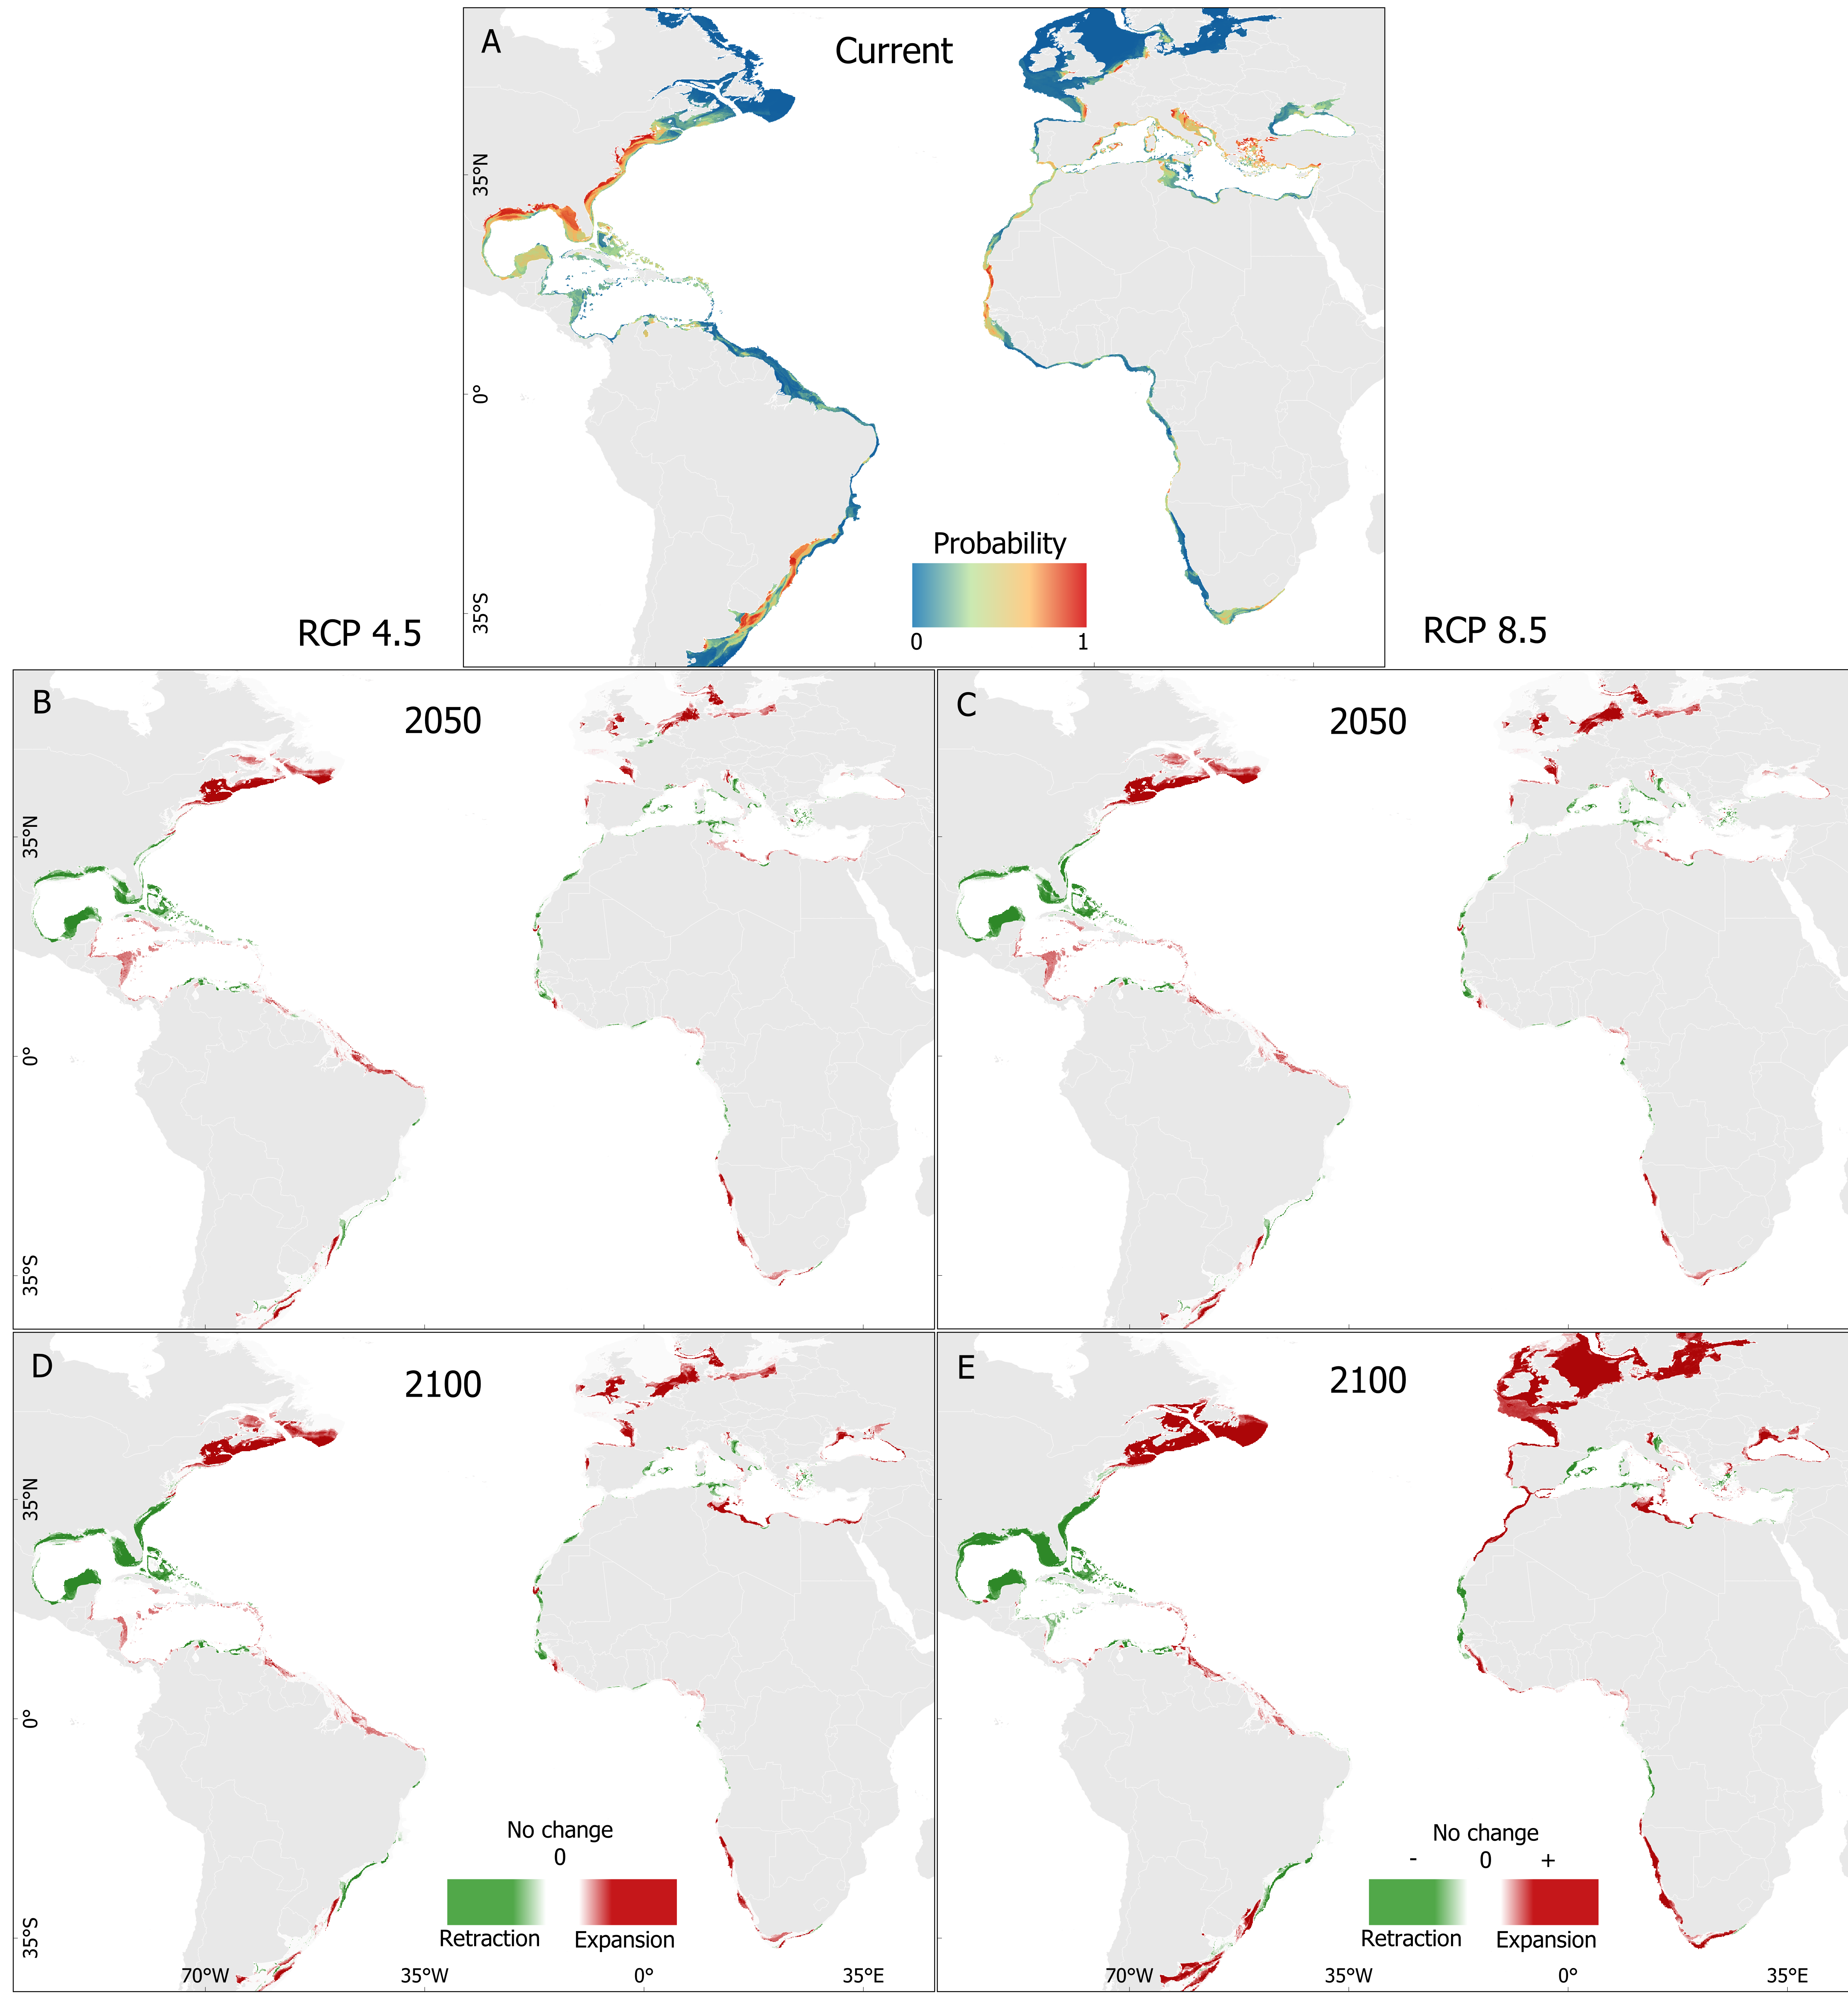 A
Current
35°N
0°
35°S
Probability
0 1
RCP 4.5
RCP 8.5
B
2050
35°N
0°
35°S
C
2050
D
2100
35°N
0°
35°S
No change
0
Retraction Expansion
70°W 35°W 0° 35°E
E
2100
No change
- 0 +
Retraction Expansion
70°W 35°W 0° 35°E